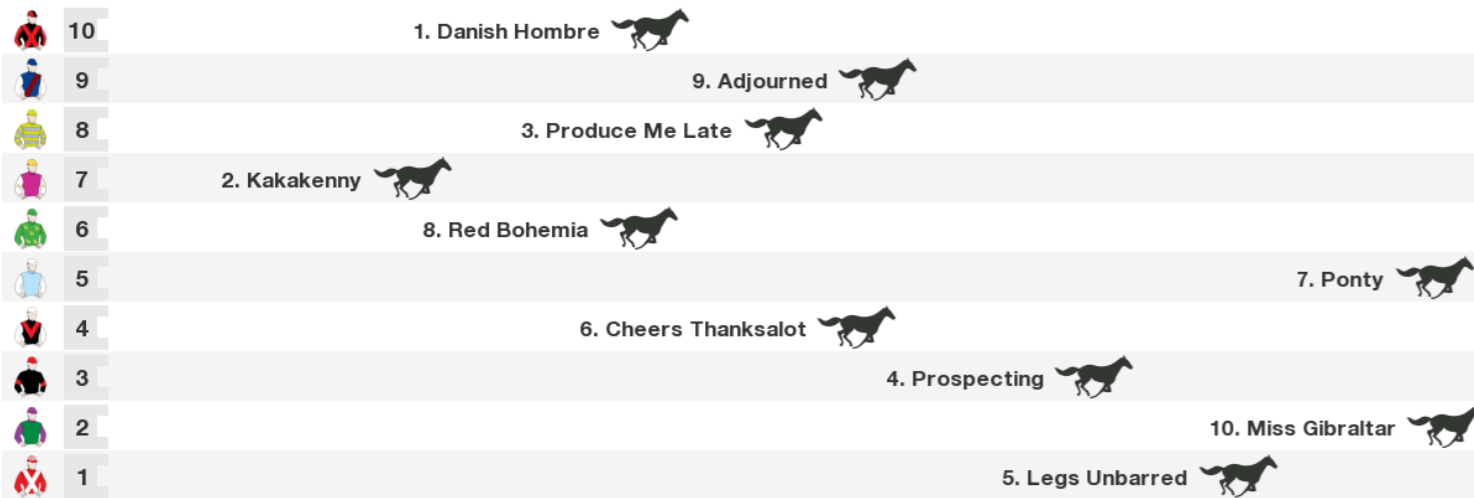 10 1. Danish Hombre
9 9. Adjourned
8 3. Produce Me Late
7 2. Kakakenny
6 8. Red Bohemia
5 7. Ponty
4 6. Cheers Thanksalot
3 4. Prospecting
2 10. Miss Gibraltar
1 5. Legs Unbarred